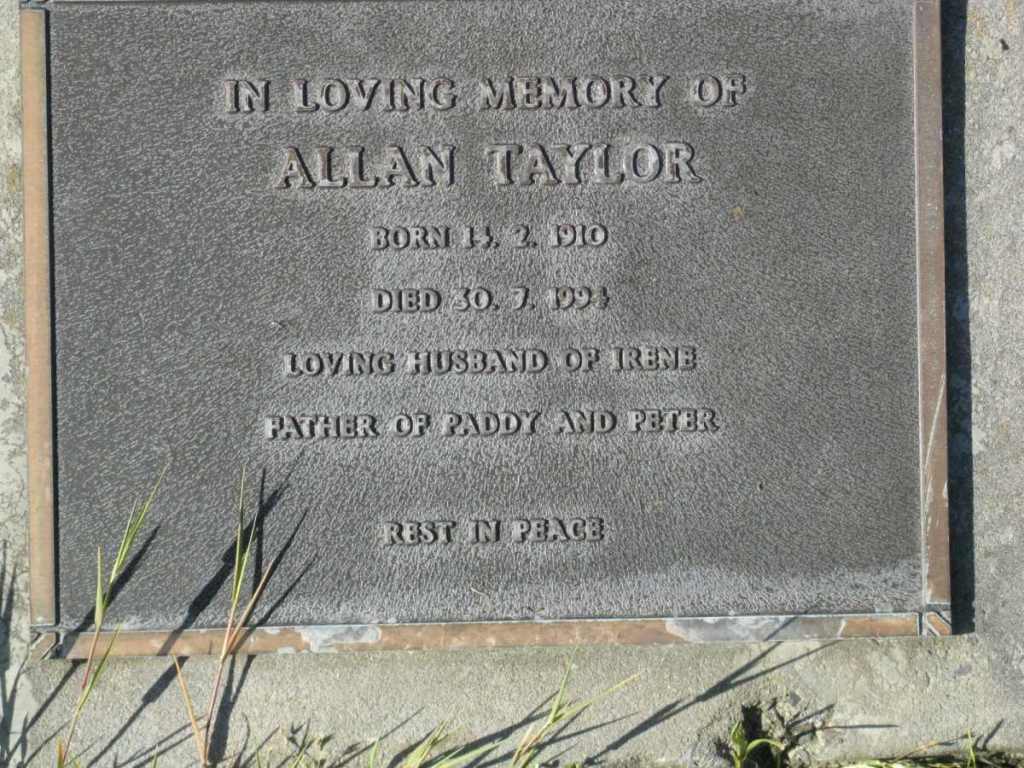 IN LOVING MEMORY OF
ALLAN TAYLOR
BORN 14. 2. 1910
DIED 30. 7. 1994
LOVING HUSBAND OF IRENE
FATHER OF PADDY AND PETER
REST IN PEACE